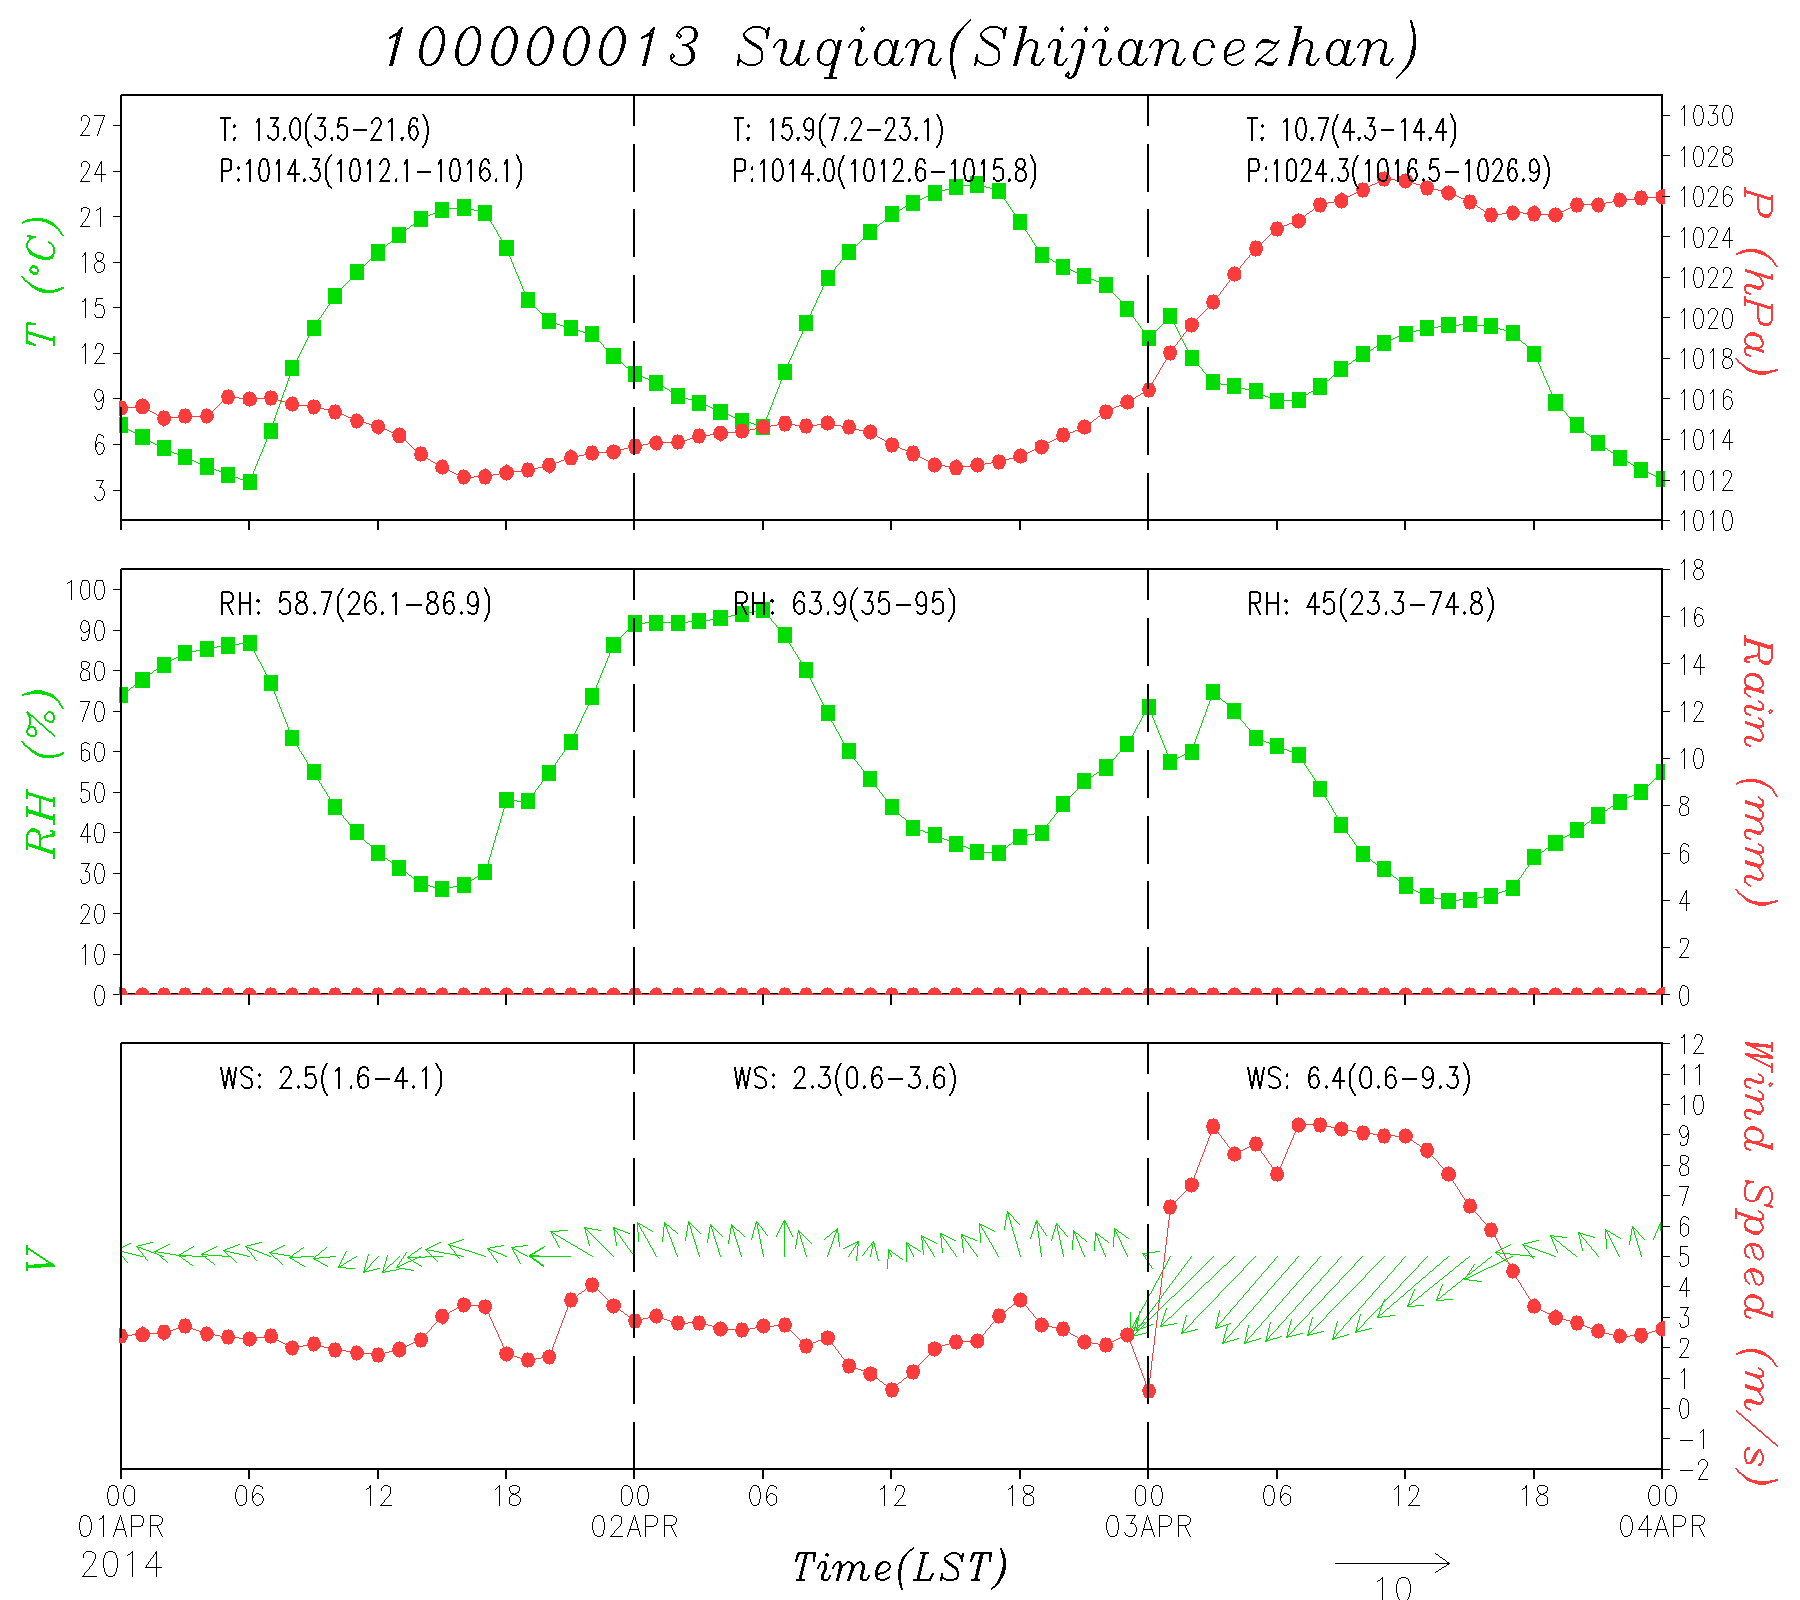 100000013 Suqian(Shijiancezhan)
T: 13.0(3.5-21.6)
P:1014.3(1012.1-1016.1)
T: 15.9(7.2-23.1)
P:1014.0(1012.6-1015.8)
T: 10.7(4.3-14.4)
P:1024.3(1016.5-1026.9)
T (°C)
27
24
21
18
15
12
9
6
3
P (hPa)
1030
1028
1026
1024
1022
1020
1018
1016
1014
1012
1010
RH: 58.7(26.1-86.9)
RH: 63.9(35-95)
RH: 45(23.3-74.8)
RH (%)
100
90
80
70
60
50
40
30
20
10
0
Rain (mm)
18
16
14
12
10
8
6
4
2
0
WS: 2.5(1.6-4.1)
WS: 2.3(0.6-3.6)
WS: 6.4(0.6-9.3)
V
Wind Speed (m/s)
12
11
10
9
8
7
6
5
4
3
2
1
0
-1
-2
00 06 12 18 00 06 12 18 00 06 12 18 00
01APR 02APR 03APR 04APR
2014
Time(LST)
10